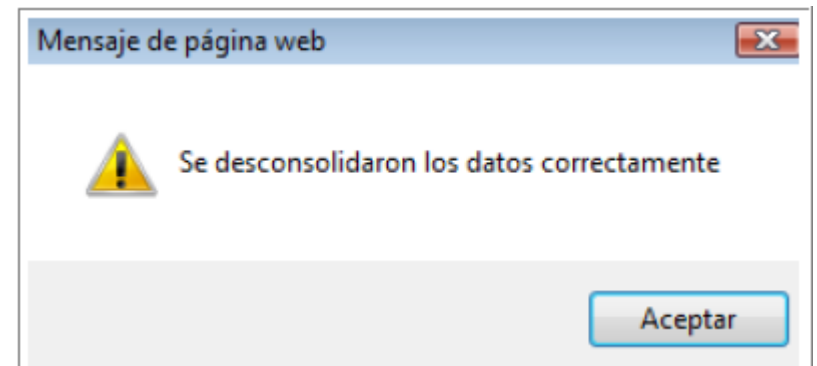 Mensaje de página web
Se desconsolidaron los datos correctamente
Aceptar